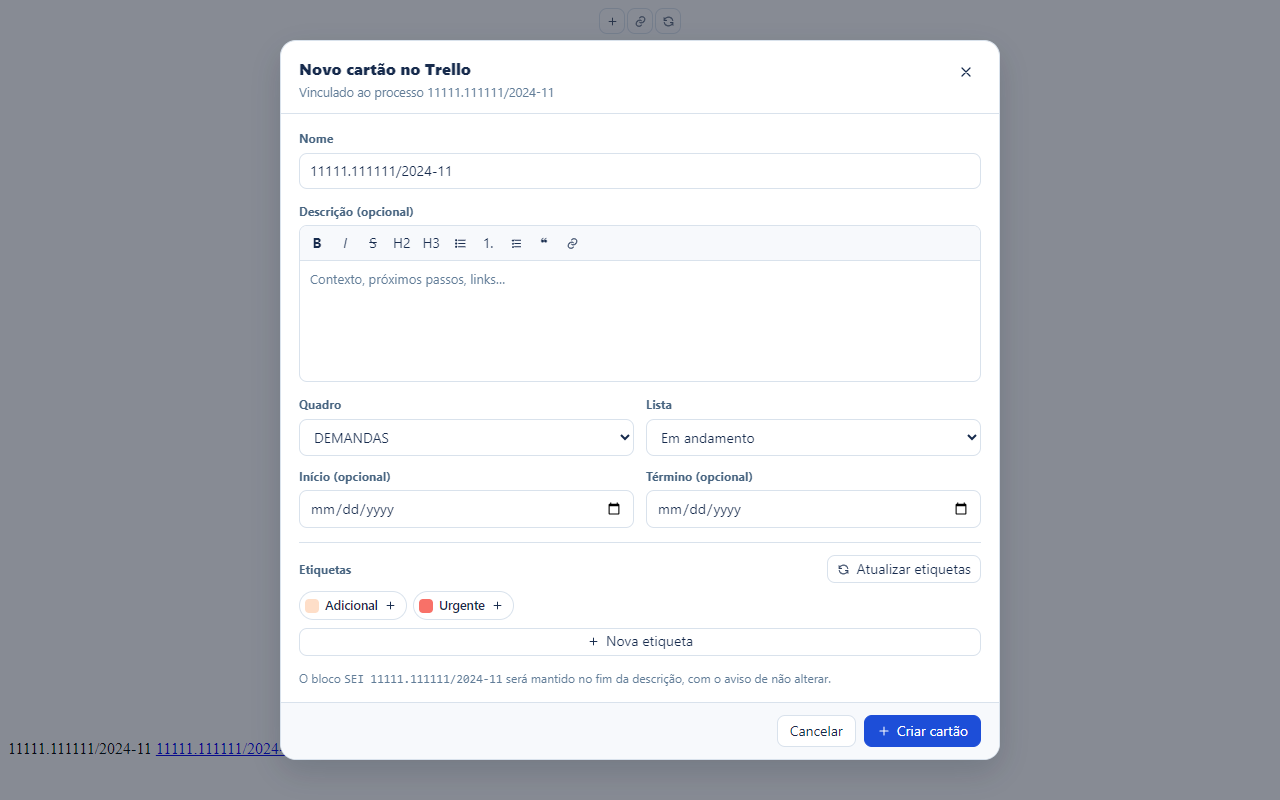 Novo cartão no Trello
Vinculado ao processo 11111.111111/2024-11
Nome
11111.111111/2024-11
Descrição (opcional)
B I S H2 H3 1. ❝
Contexto, próximos passos, links...
Quadro Lista
DEMANDAS Em andamento
Início (opcional) Término (opcional)
mm/dd/yyyy mm/dd/yyyy
Etiquetas Atualizar etiquetas
Adicional + Urgente +
+ Nova etiqueta
O bloco SEI 11111.111111/2024-11 será mantido no fim da descrição, com o aviso de não alterar.
Cancelar + Criar cartão
11111.111111/2024-11 11111.111111/2024-